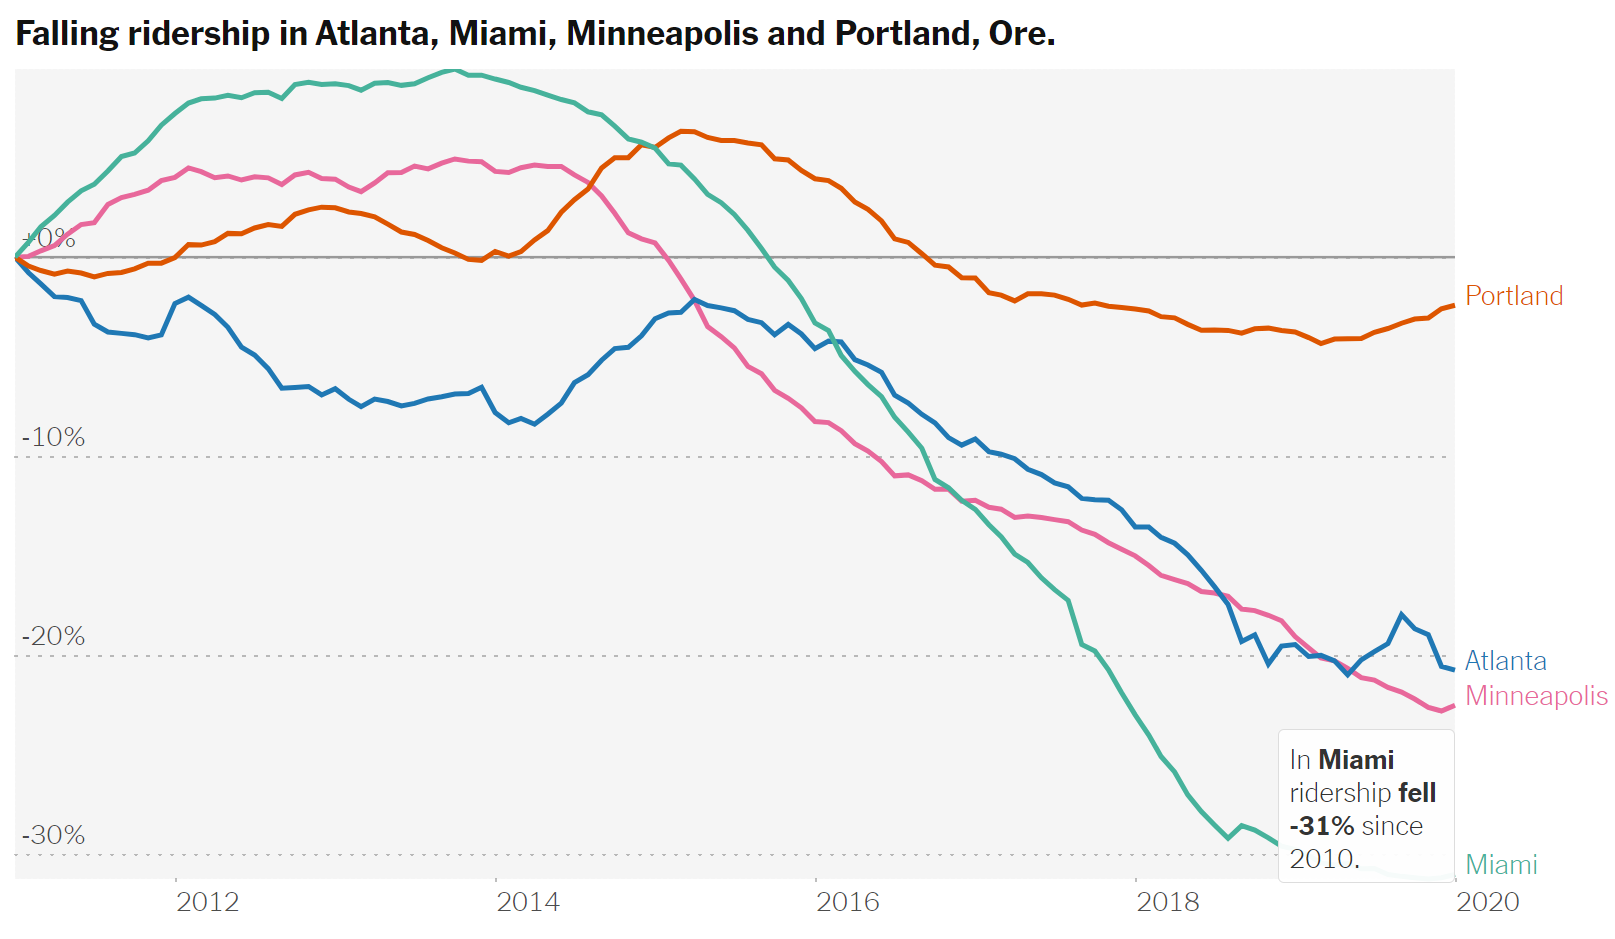 Falling ridership in Atlanta, Miami, Minneapolis and Portland, Ore.
+0%
-10%
-20%
-30%
Portland
Atlanta
Minneapolis
In Miami
ridership fell
-31% since
2010.
Miami
2012
2014
2016
2018
2020